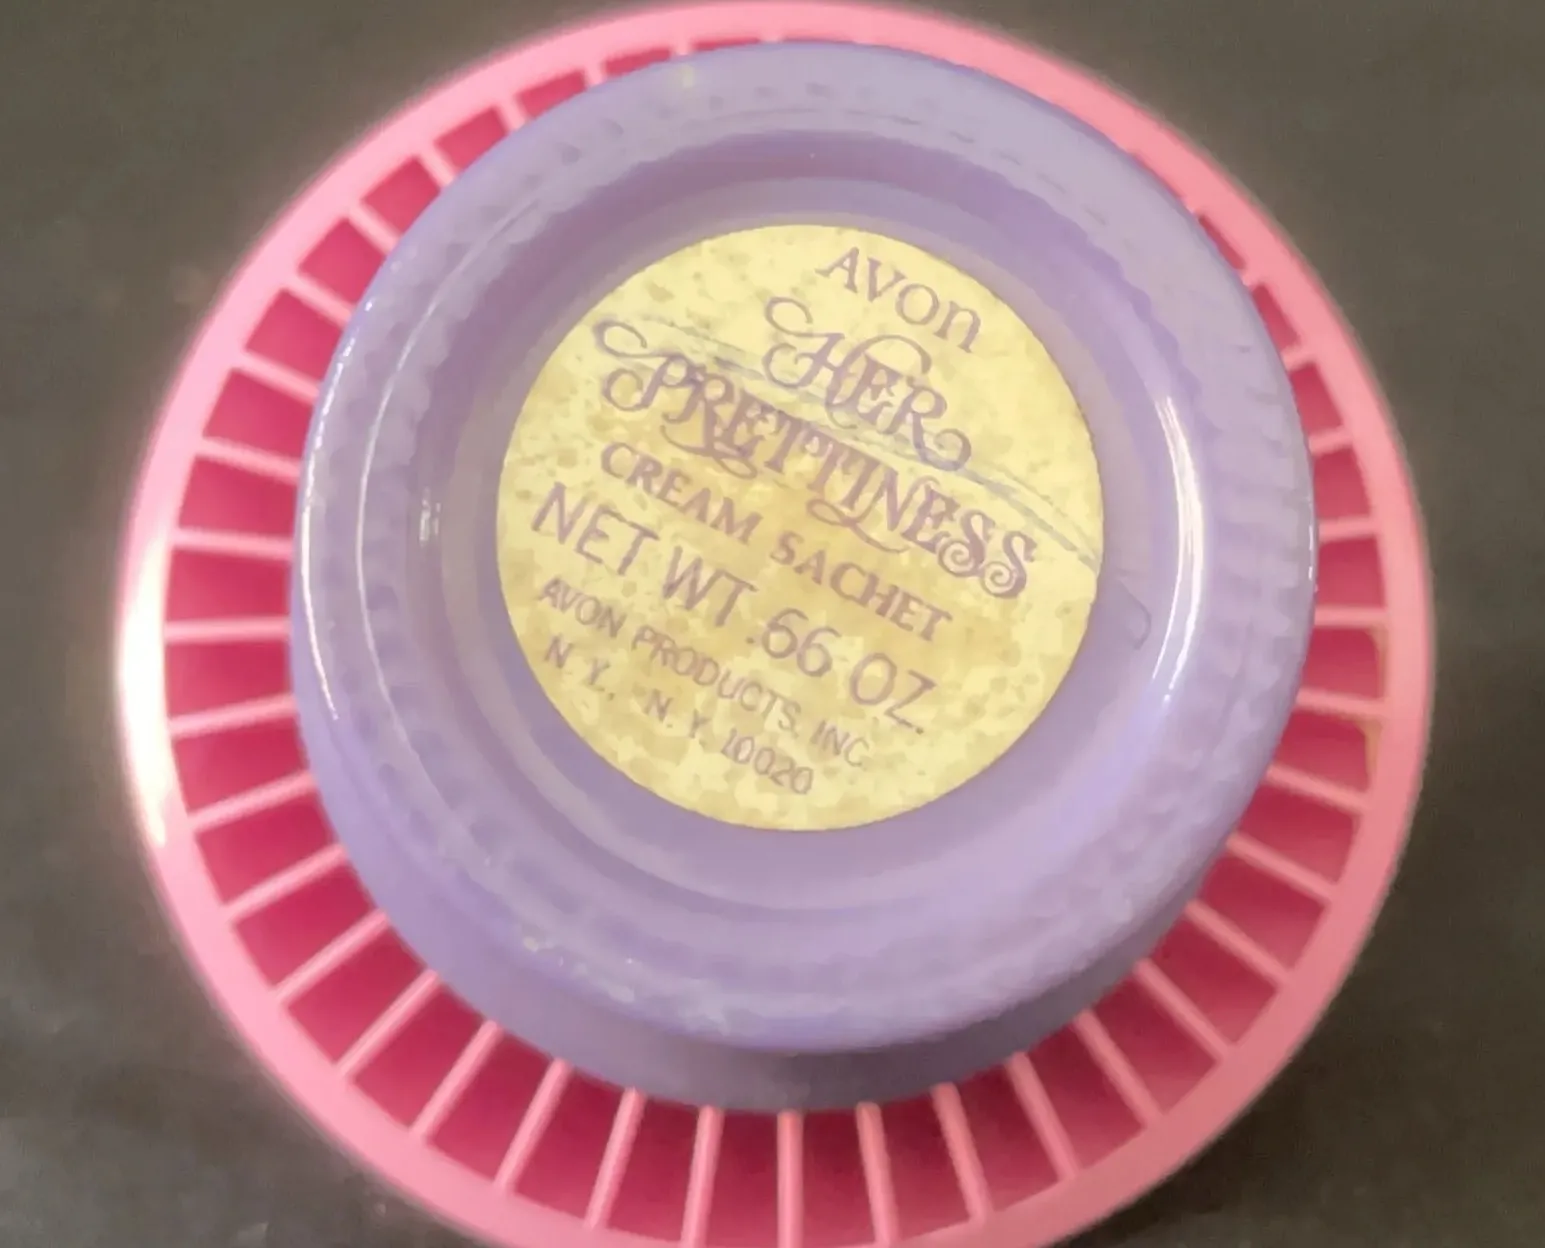 AVON
HER
PRETTINESS
CREAM SACHET
NET WT .66 OZ.
AVON PRODUCTS, INC.
N. Y., N. Y. 10020